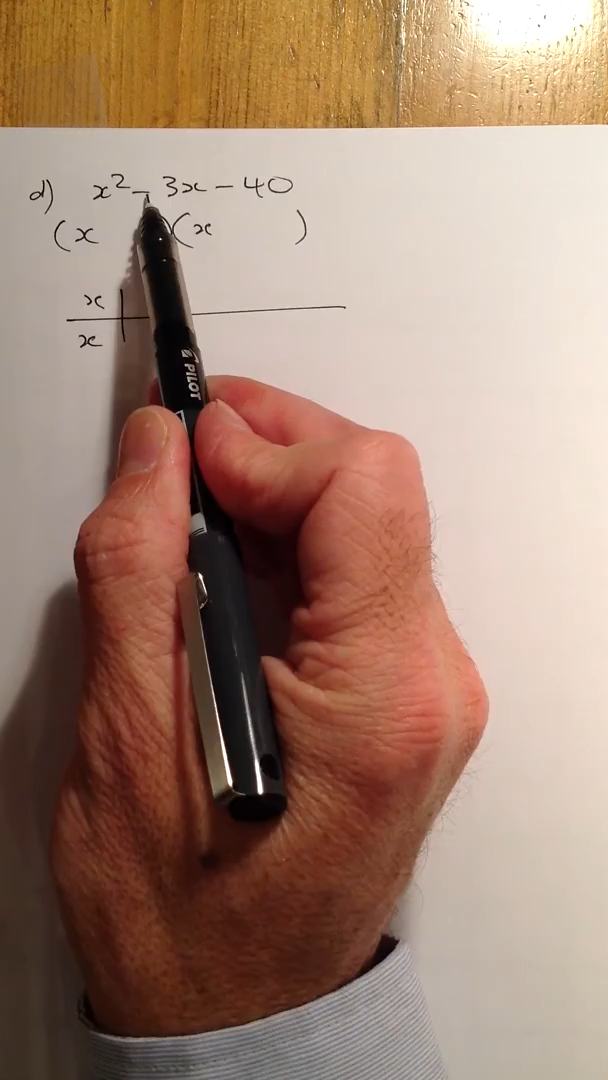 d) x² - 3x - 40
(x )(x )
x
x
PILOT